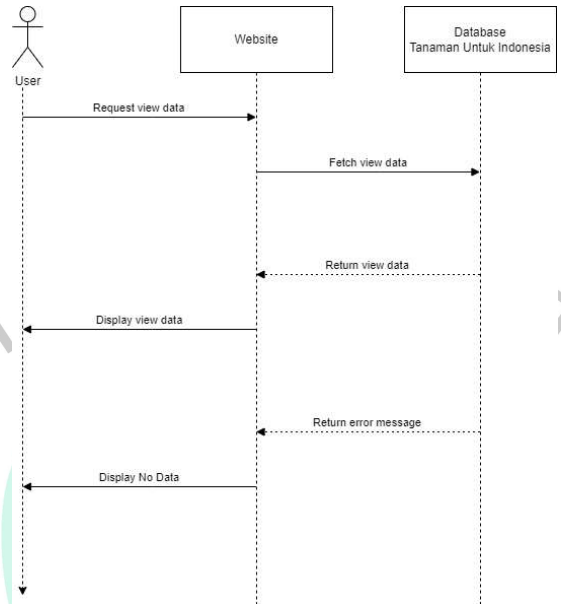 Website
Database
Tanaman Untuk Indonesia
User
Request view data
Fetch view data
Return view data
Display view data
Return error message
Display No Data